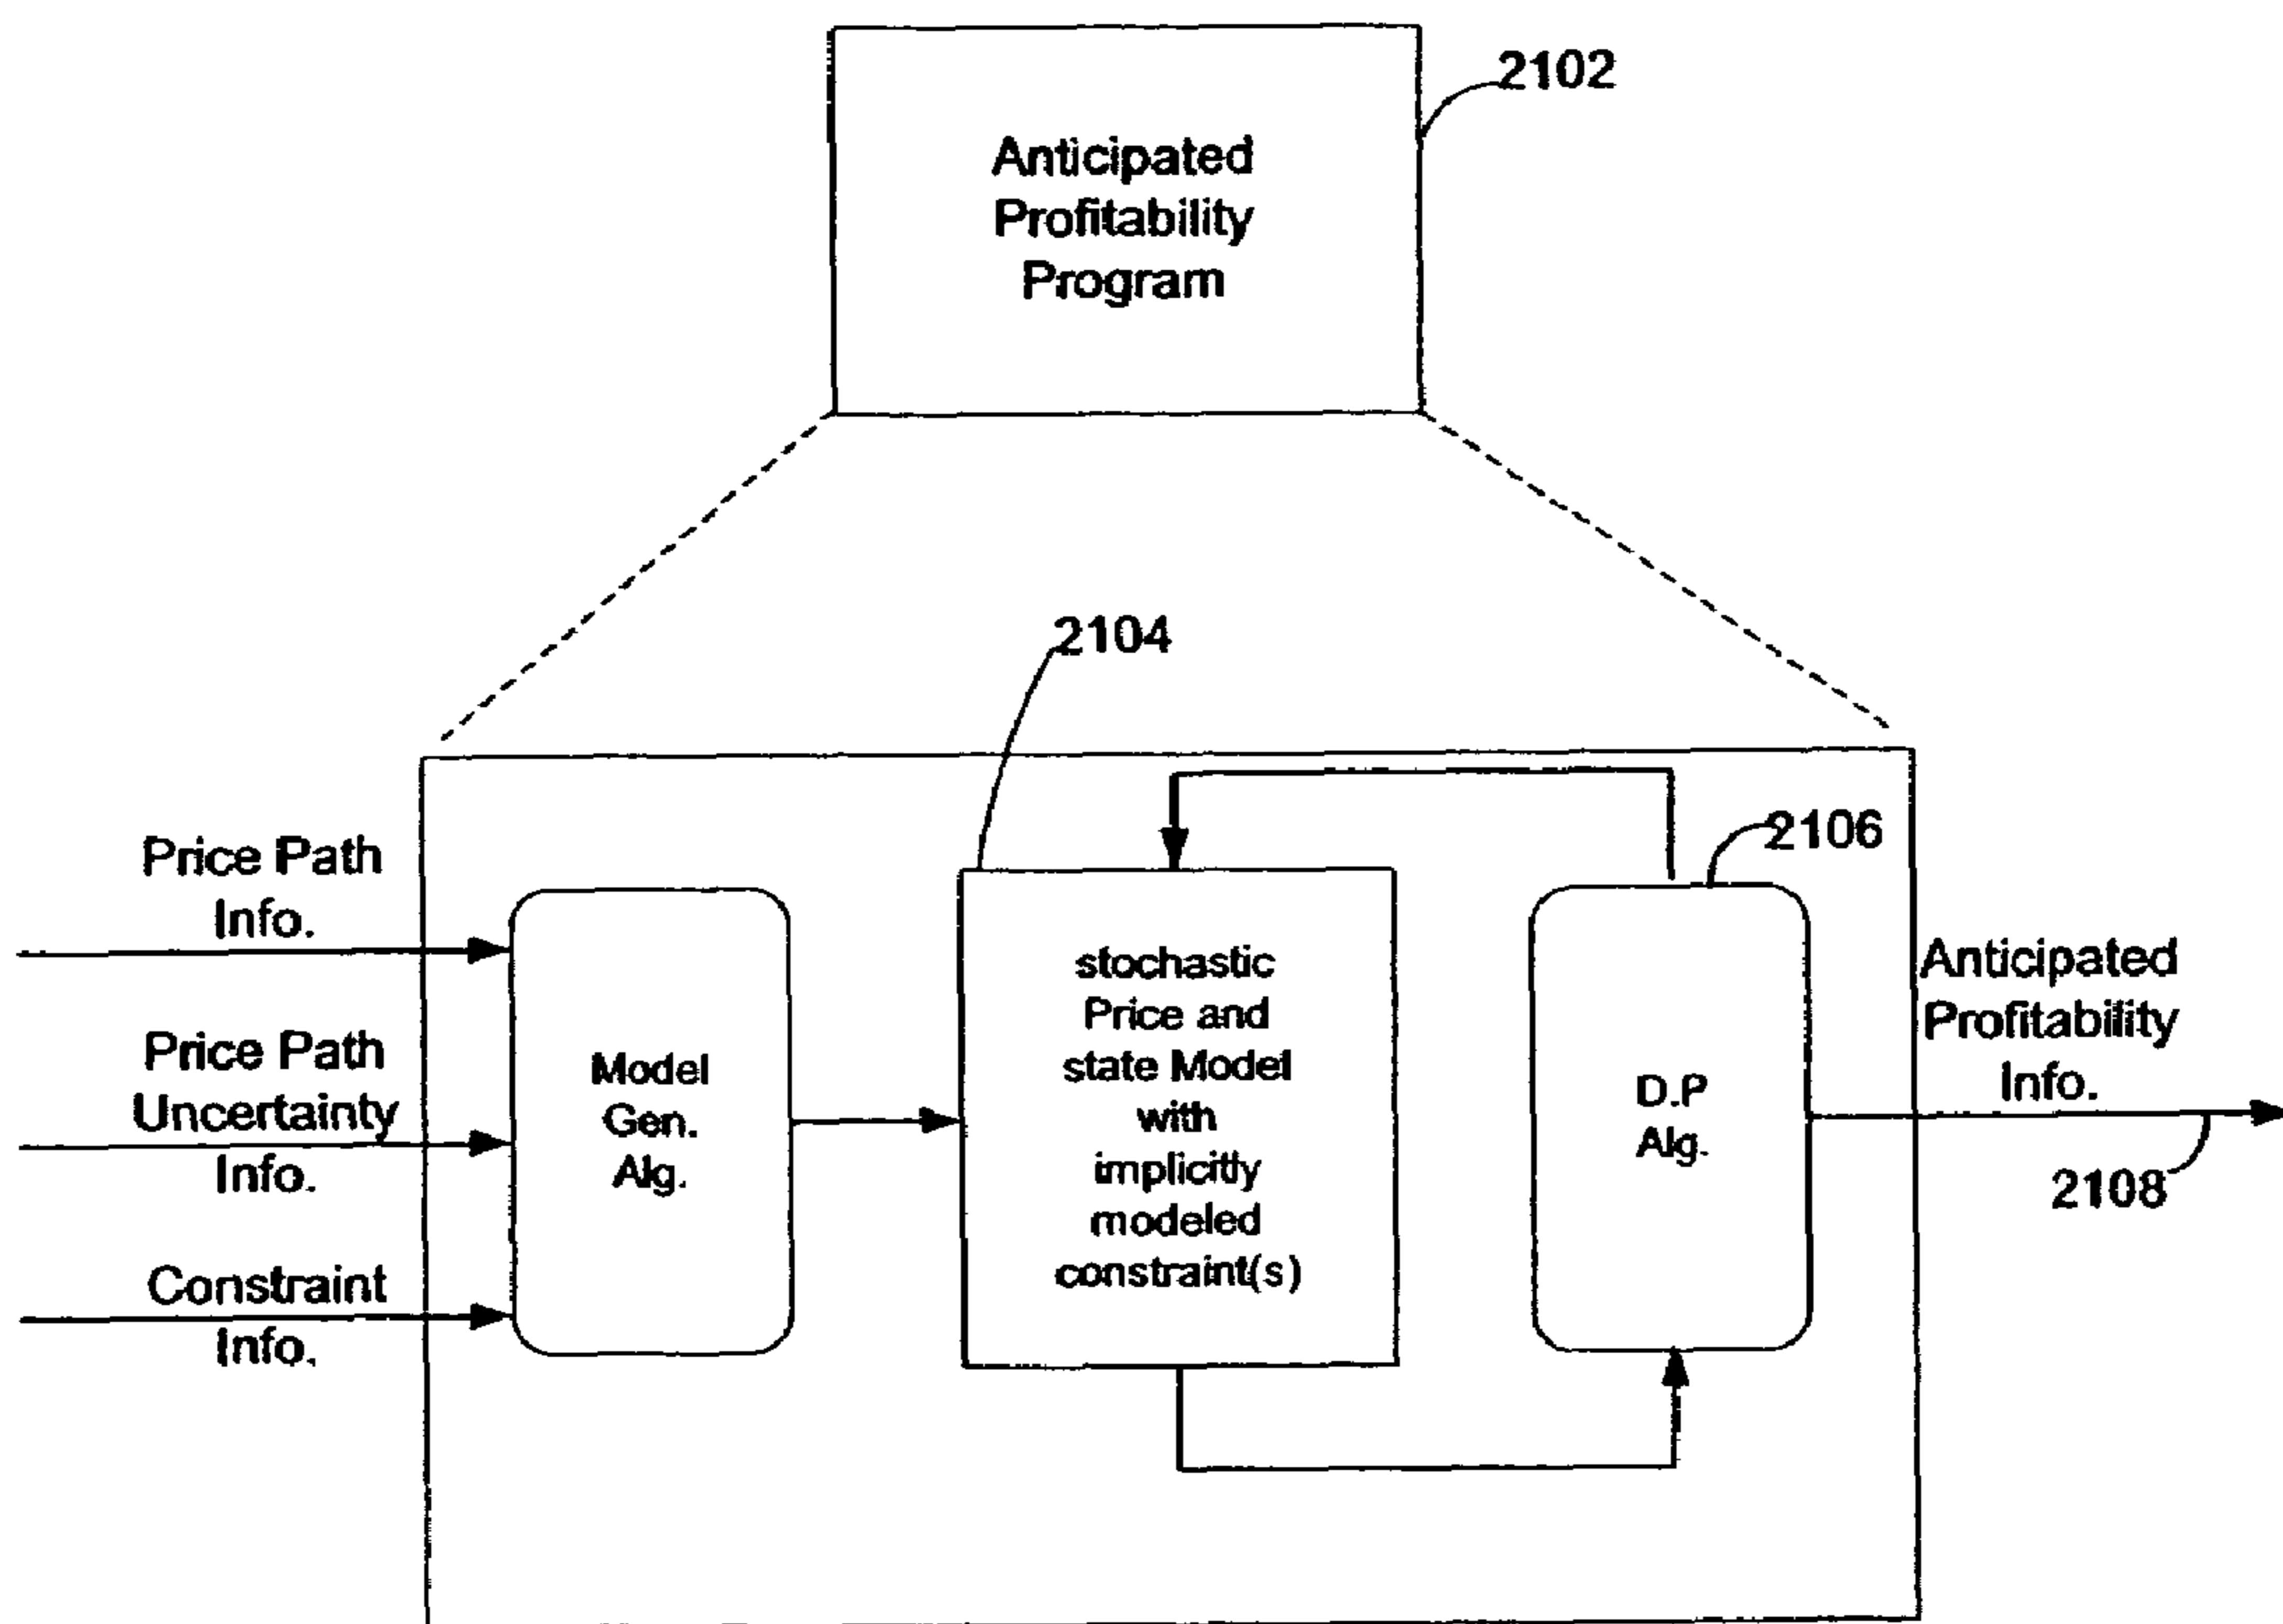 2102
Anticipated
Profitability
Program
2104
2106
Price Path
Info.
Price Path
Uncertainty
Info.
Constraint
Info.
Model
Gen.
Alg.
stochastic
Price and
state Model
with
implicitly
modeled
constraint(s)
D.P
Alg.
Anticipated
Profitability
Info.
2108